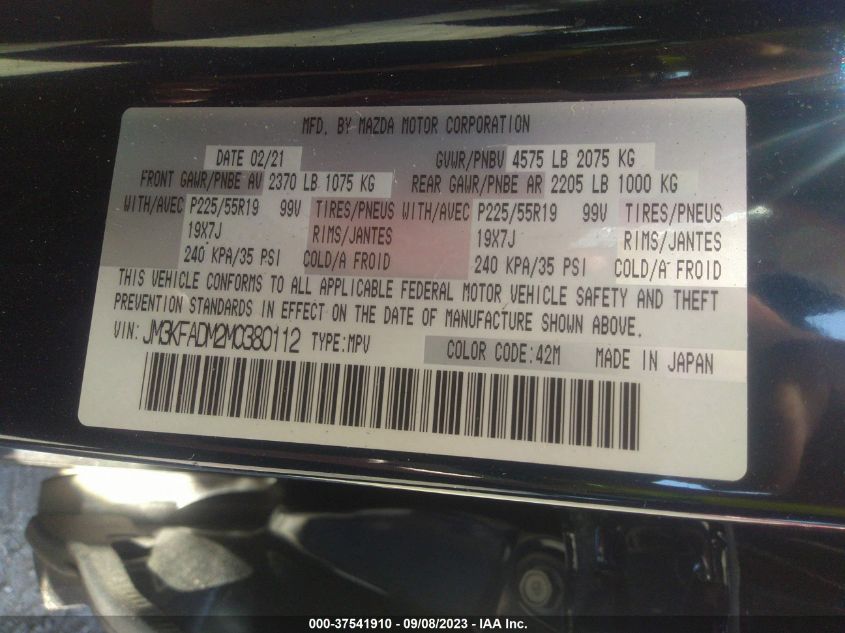 MFD. BY MAZDA MOTOR CORPORATION
DATE 02/21 GVWR/PNBV 4575 LB 2075 KG
FRONT GAWR/PNBE AV 2370 LB 1075 KG REAR GAWR/PNBE AR 2205 LB 1000 KG
WITH/AVEC P225/55R19 99V TIRES/PNEUS WITH/AVEC P225/55R19 99V TIRES/PNEUS
19X7J RIMS/JANTES 19X7J RIMS/JANTES
240 KPA/35 PSI COLD/A FROID 240 KPA/35 PSI COLD/A FROID
THIS VEHICLE CONFORMS TO ALL APPLICABLE FEDERAL MOTOR VEHICLE SAFETY AND THEFT
PREVENTION STANDARDS IN EFFECT ON THE DATE OF MANUFACTURE SHOWN ABOVE.
VIN: JM3KFADM2M0380112 TYPE:MPV COLOR CODE:42M MADE IN JAPAN
000-37541910 - 09/08/2023 - IAA Inc.